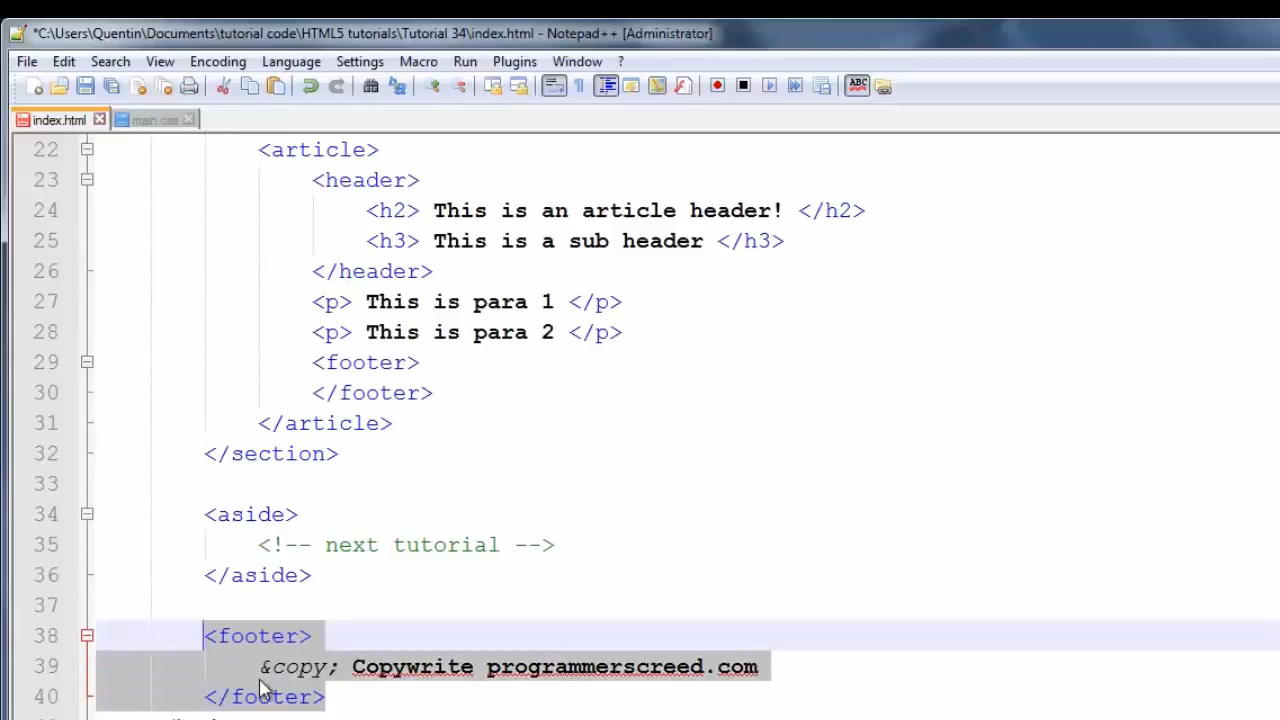 *C:\Users\Quentin\Documents\tutorial code\HTML5 tutorials\Tutorial 34\index.html - Notepad++ [Administrator]
File Edit Search View Encoding Language Settings Macro Run Plugins Window ?
ABC
index.html main.css
22 <article>
23 <header>
24 <h2> This is an article header! </h2>
25 <h3> This is a sub header </h3>
26 </header>
27 <p> This is para 1 </p>
28 <p> This is para 2 </p>
29 <footer>
30 </footer>
31 </article>
32 </section>
33
34 <aside>
35 <!-- next tutorial -->
36 </aside>
37
38 <footer>
39 &copy; Copywrite programmerscreed.com
40 </footer>